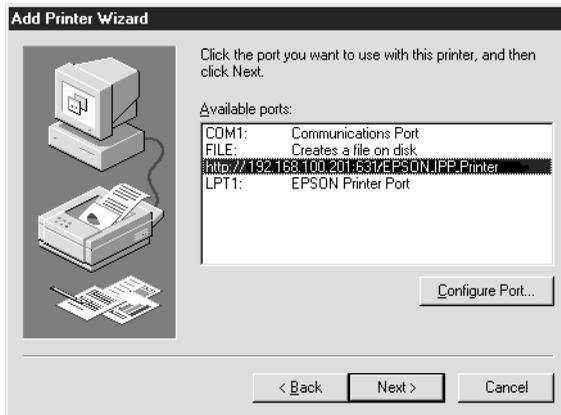 Add Printer Wizard
Click the port you want to use with this printer, and then
click Next.
Available ports:
COM1: Communications Port
FILE: Creates a file on disk
http://192.168.100.201:631/EPSON_IPP_Printer
LPT1: EPSON Printer Port
Configure Port...
< Back
Next >
Cancel